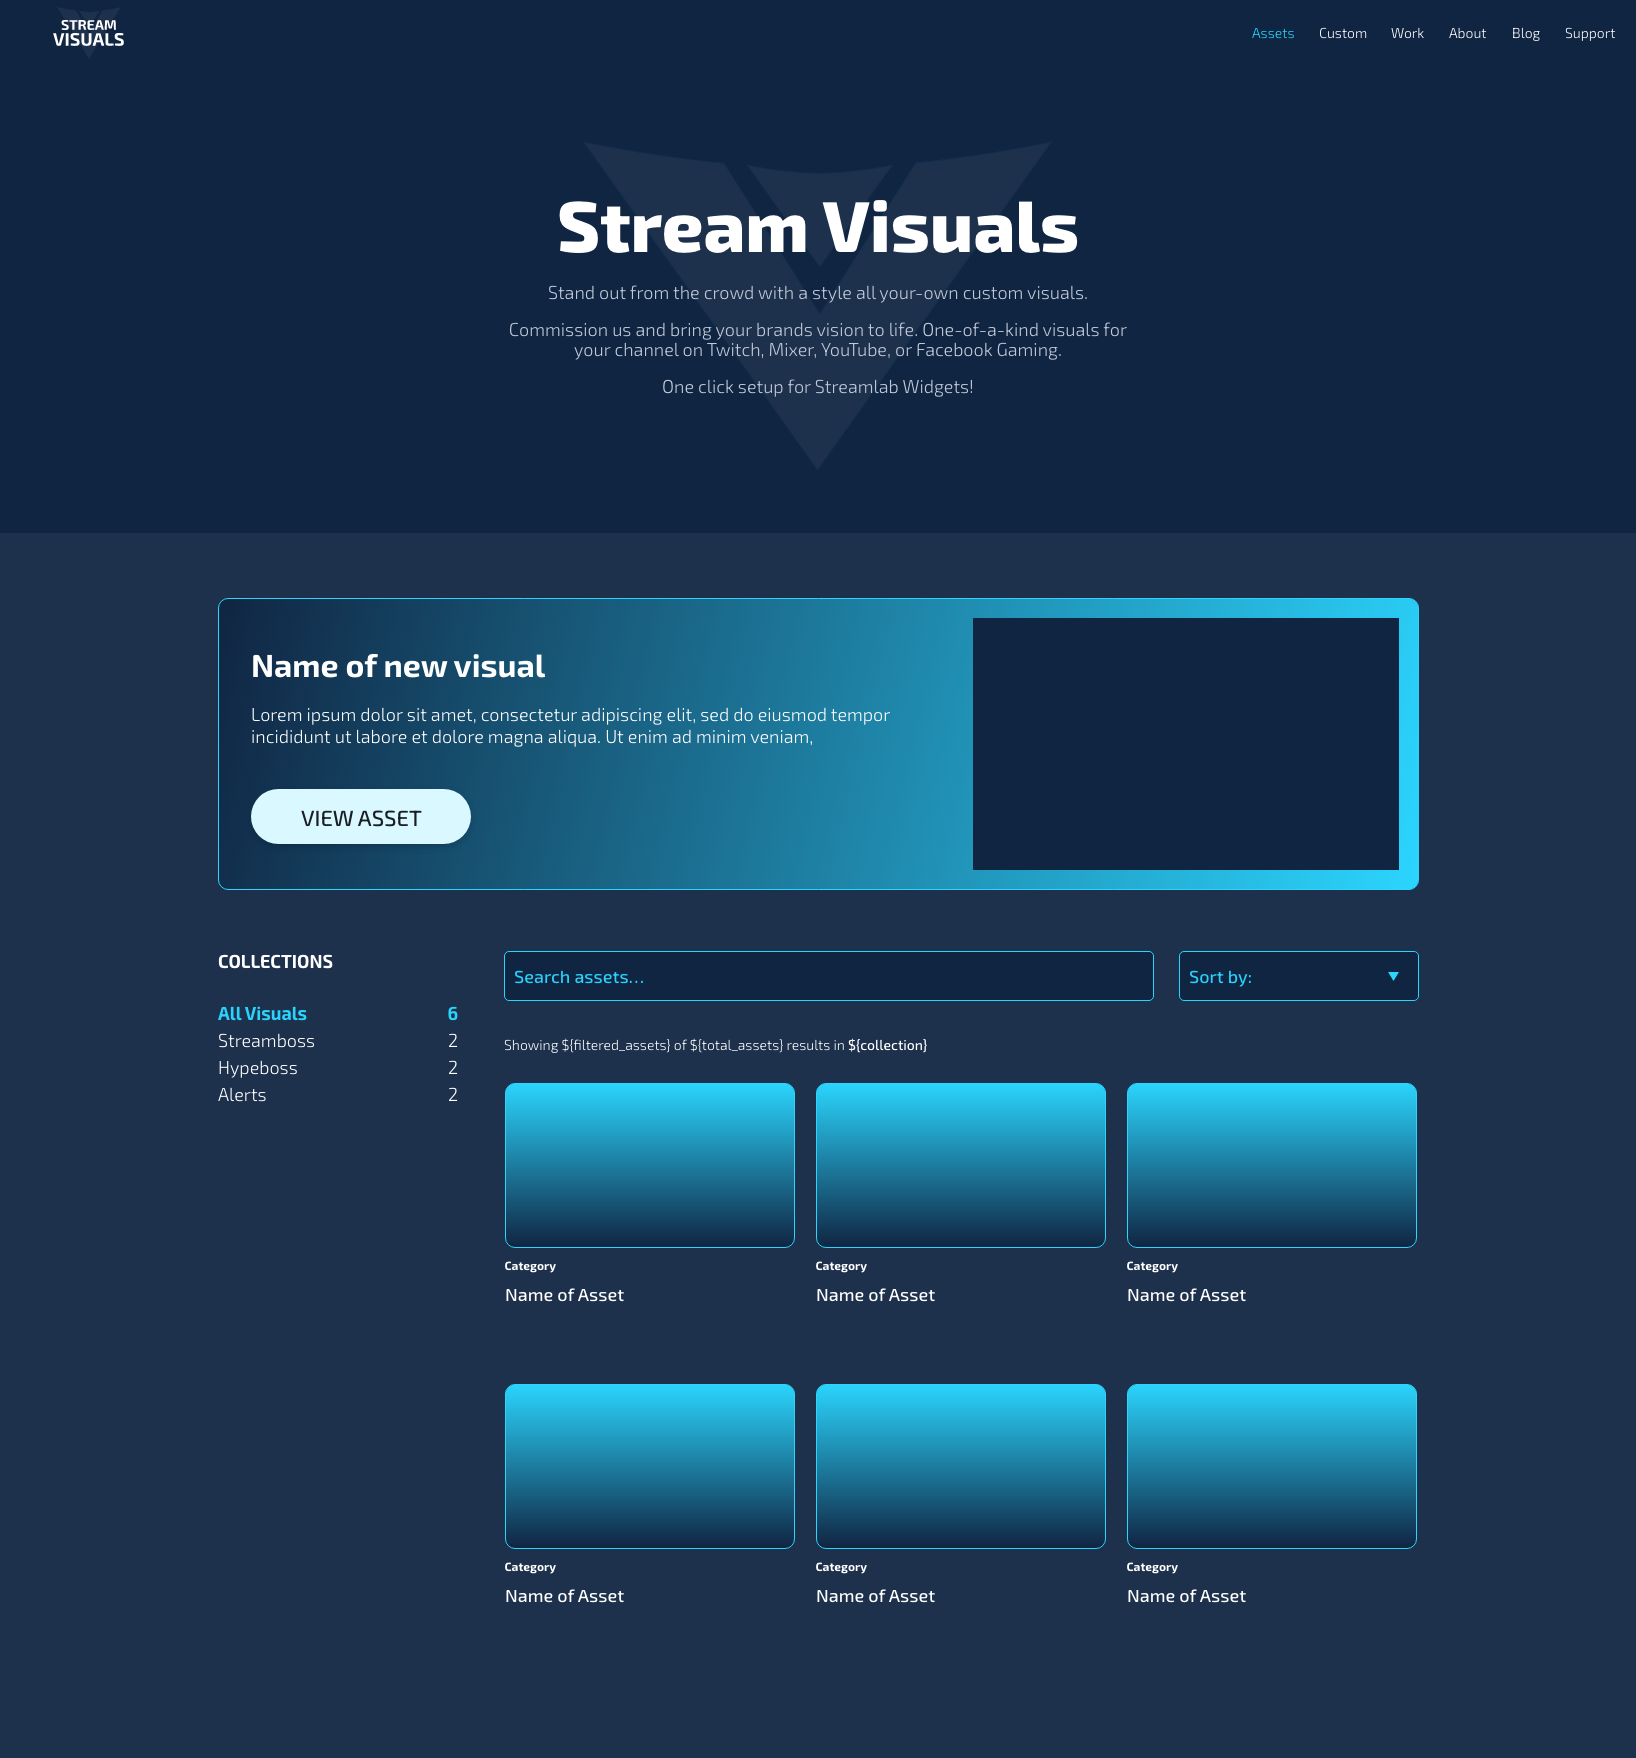 STREAM
VISUALS
Assets Custom Work About Blog Support
Stream Visuals
Stand out from the crowd with a style all your-own custom visuals.
Commission us and bring your brands vision to life. One-of-a-kind visuals for
your channel on Twitch, Mixer, YouTube, or Facebook Gaming.
One click setup for Streamlab Widgets!
Name of new visual
Lorem ipsum dolor sit amet, consectetur adipiscing elit, sed do eiusmod tempor
incididunt ut labore et dolore magna aliqua. Ut enim ad minim veniam,
VIEW ASSET
COLLECTIONS
All Visuals 6
Streamboss 2
Hypeboss 2
Alerts 2
Search assets...
Sort by:
Showing ${filtered_assets} of ${total_assets} results in ${collection}
Category
Name of Asset
Category
Name of Asset
Category
Name of Asset
Category
Name of Asset
Category
Name of Asset
Category
Name of Asset